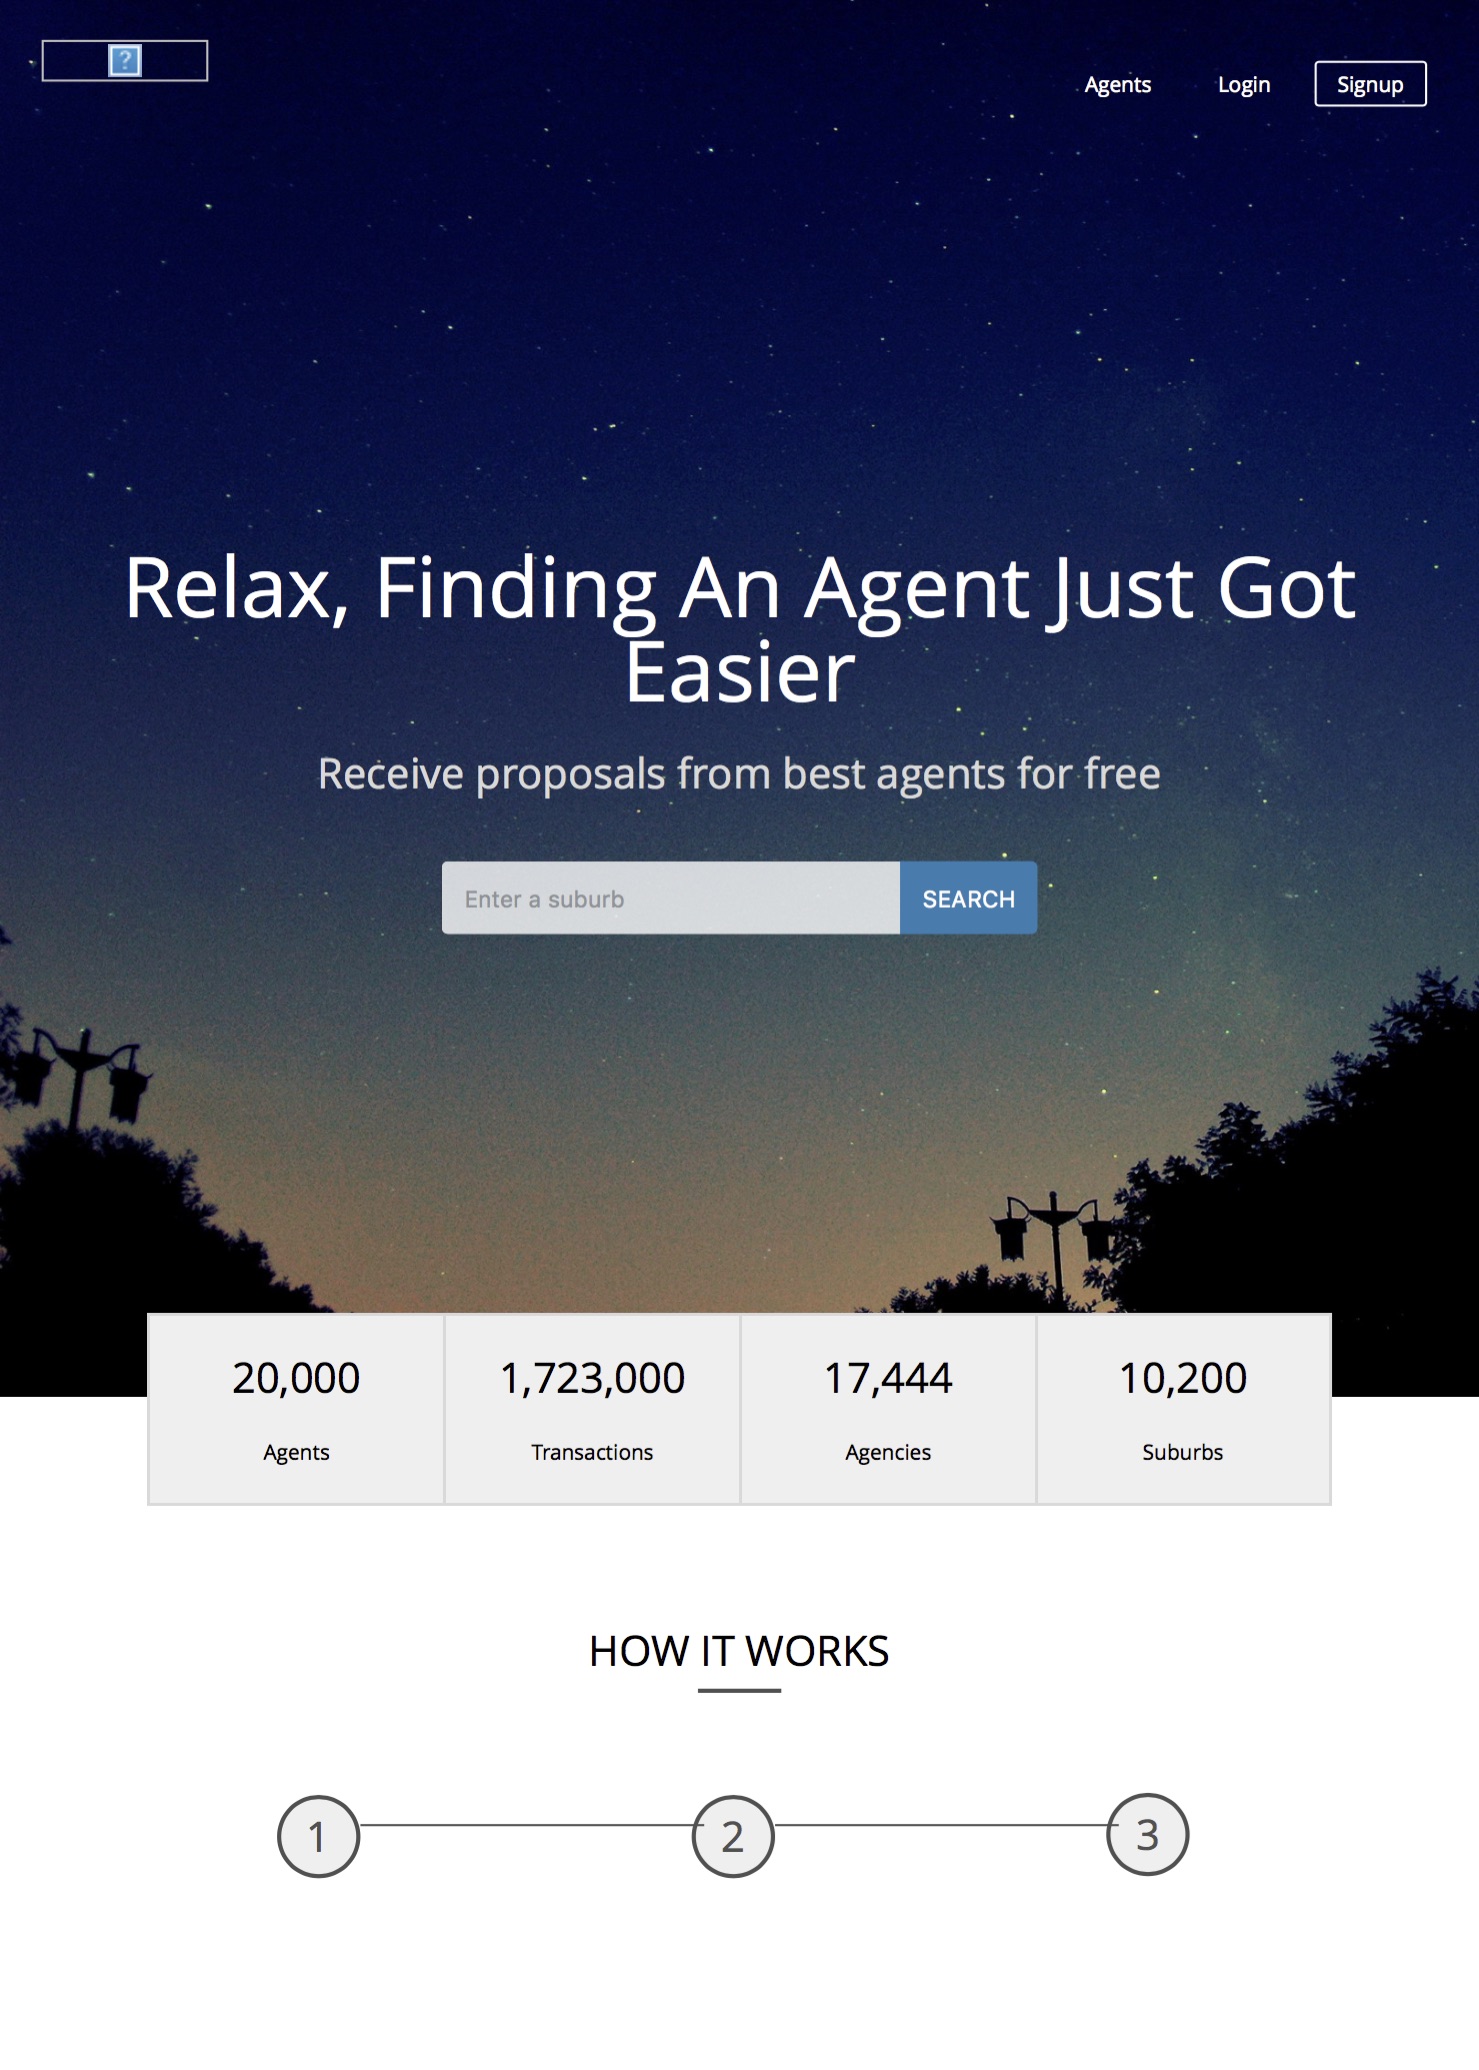 ?
Agents Login Signup
Relax, Finding An Agent Just Got
Easier
Receive proposals from best agents for free
Enter a suburb SEARCH
20,000 1,723,000 17,444 10,200
Agents Transactions Agencies Suburbs
HOW IT WORKS
1 2 3